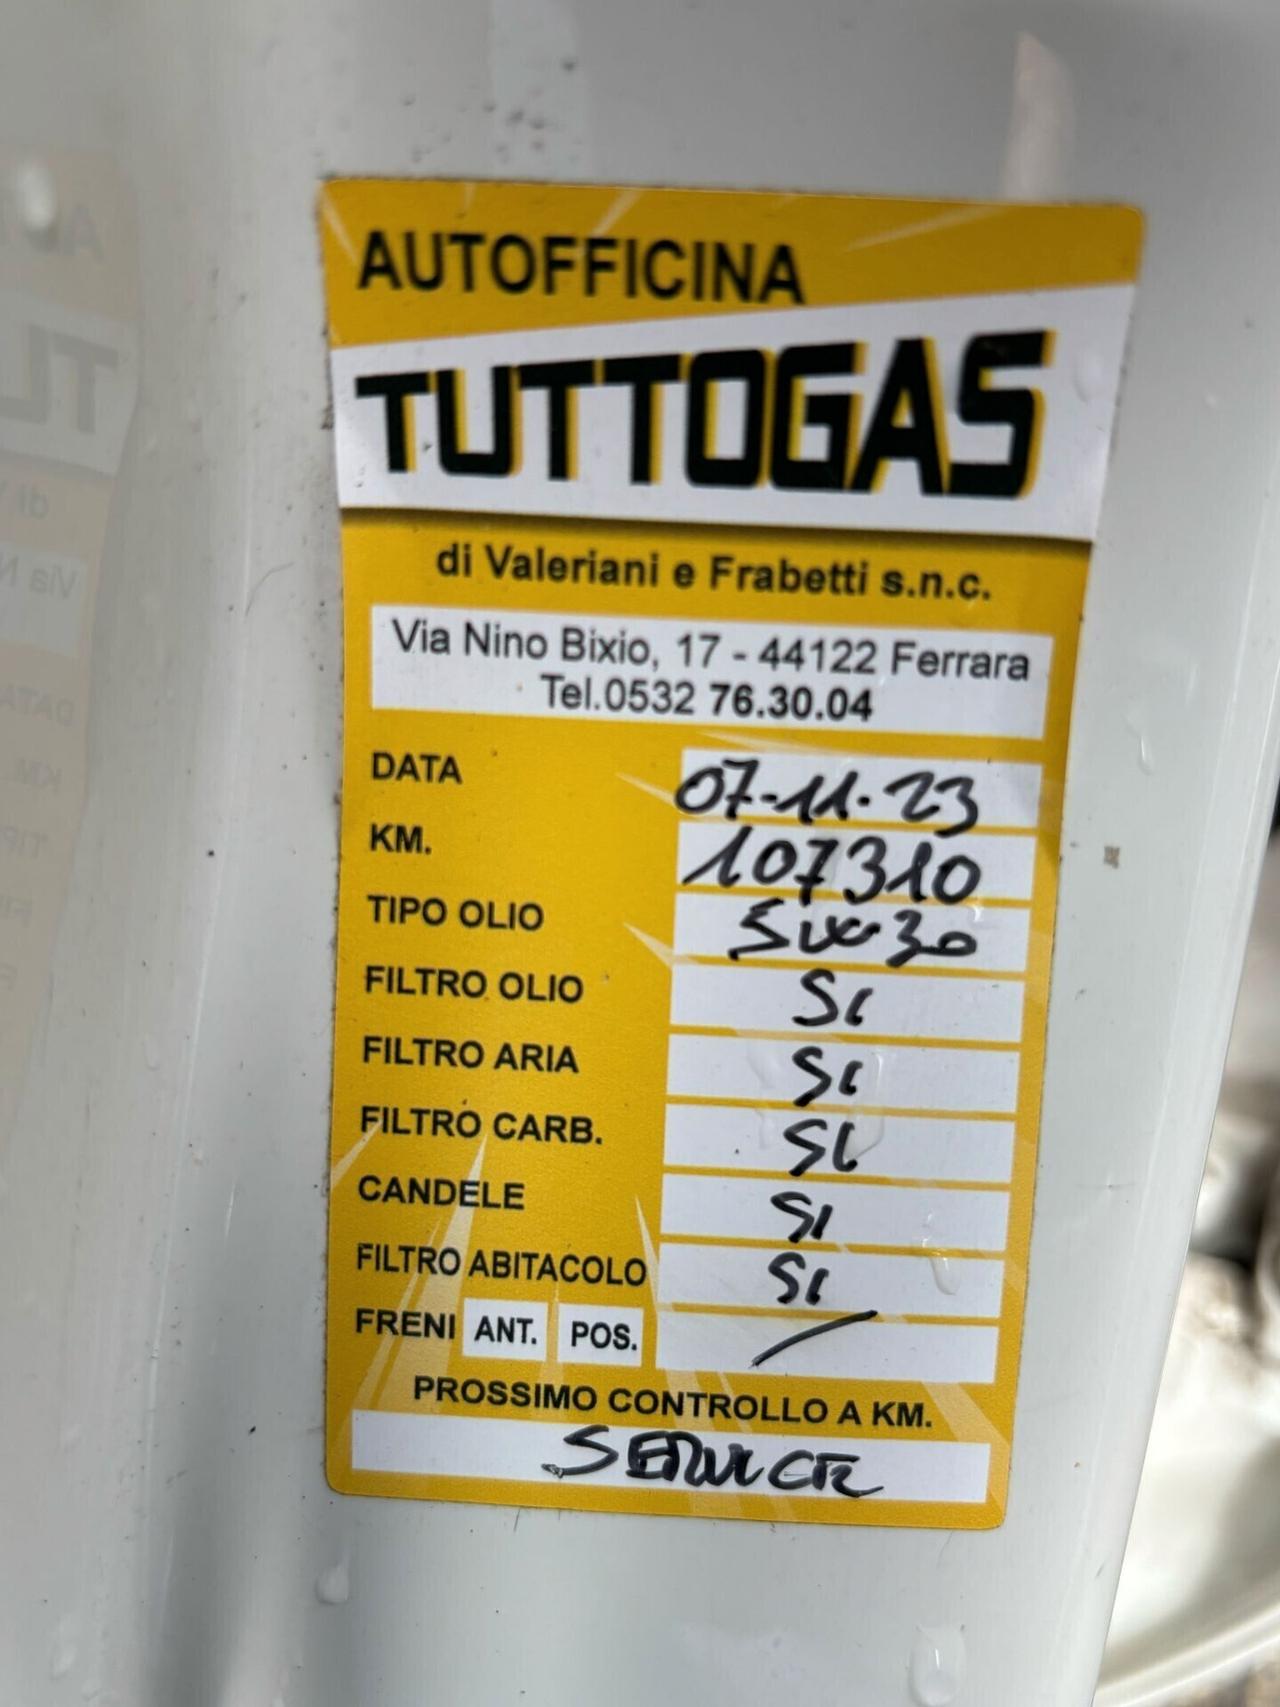 AUTOFFICINA
TUTTOGAS
di Valeriani e Frabetti s.n.c.
Via Nino Bixio, 17 - 44122 Ferrara
Tel.0532 76.30.04
DATA 07-11-23
KM. 107310
TIPO OLIO 5W30
FILTRO OLIO SI
FILTRO ARIA SI
FILTRO CARB. SI
CANDELE SI
FILTRO ABITACOLO SI
FRENI ANT. POS. /
PROSSIMO CONTROLLO A KM.
SERVICE